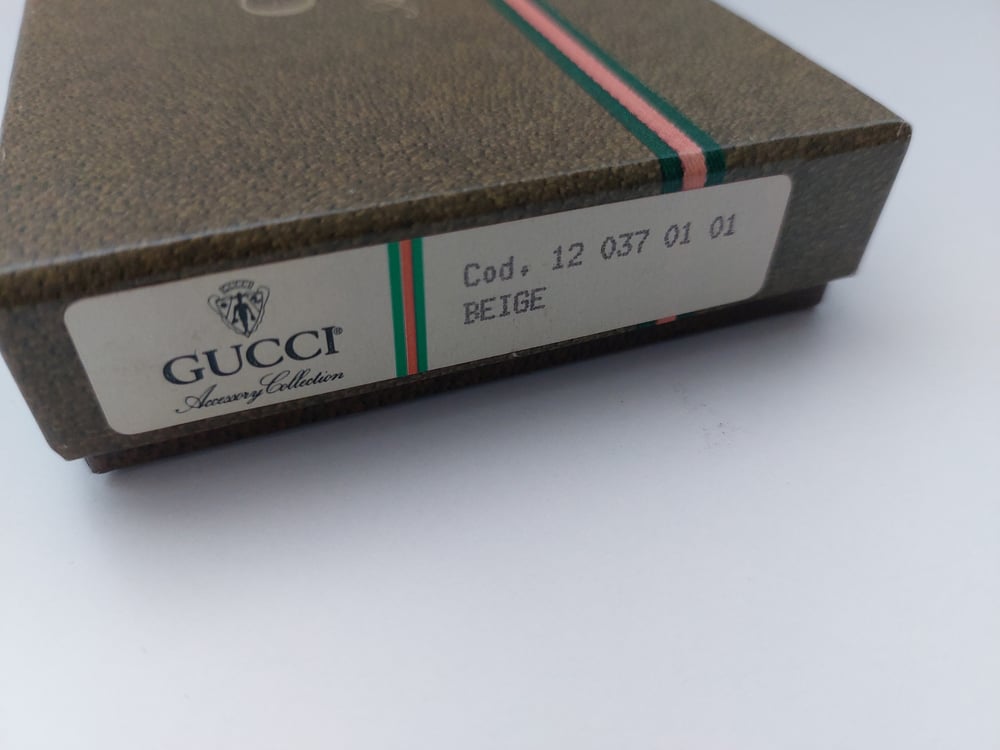 GUCCI®
Accessory Collection
Cod. 12 037 01 01
BEIGE